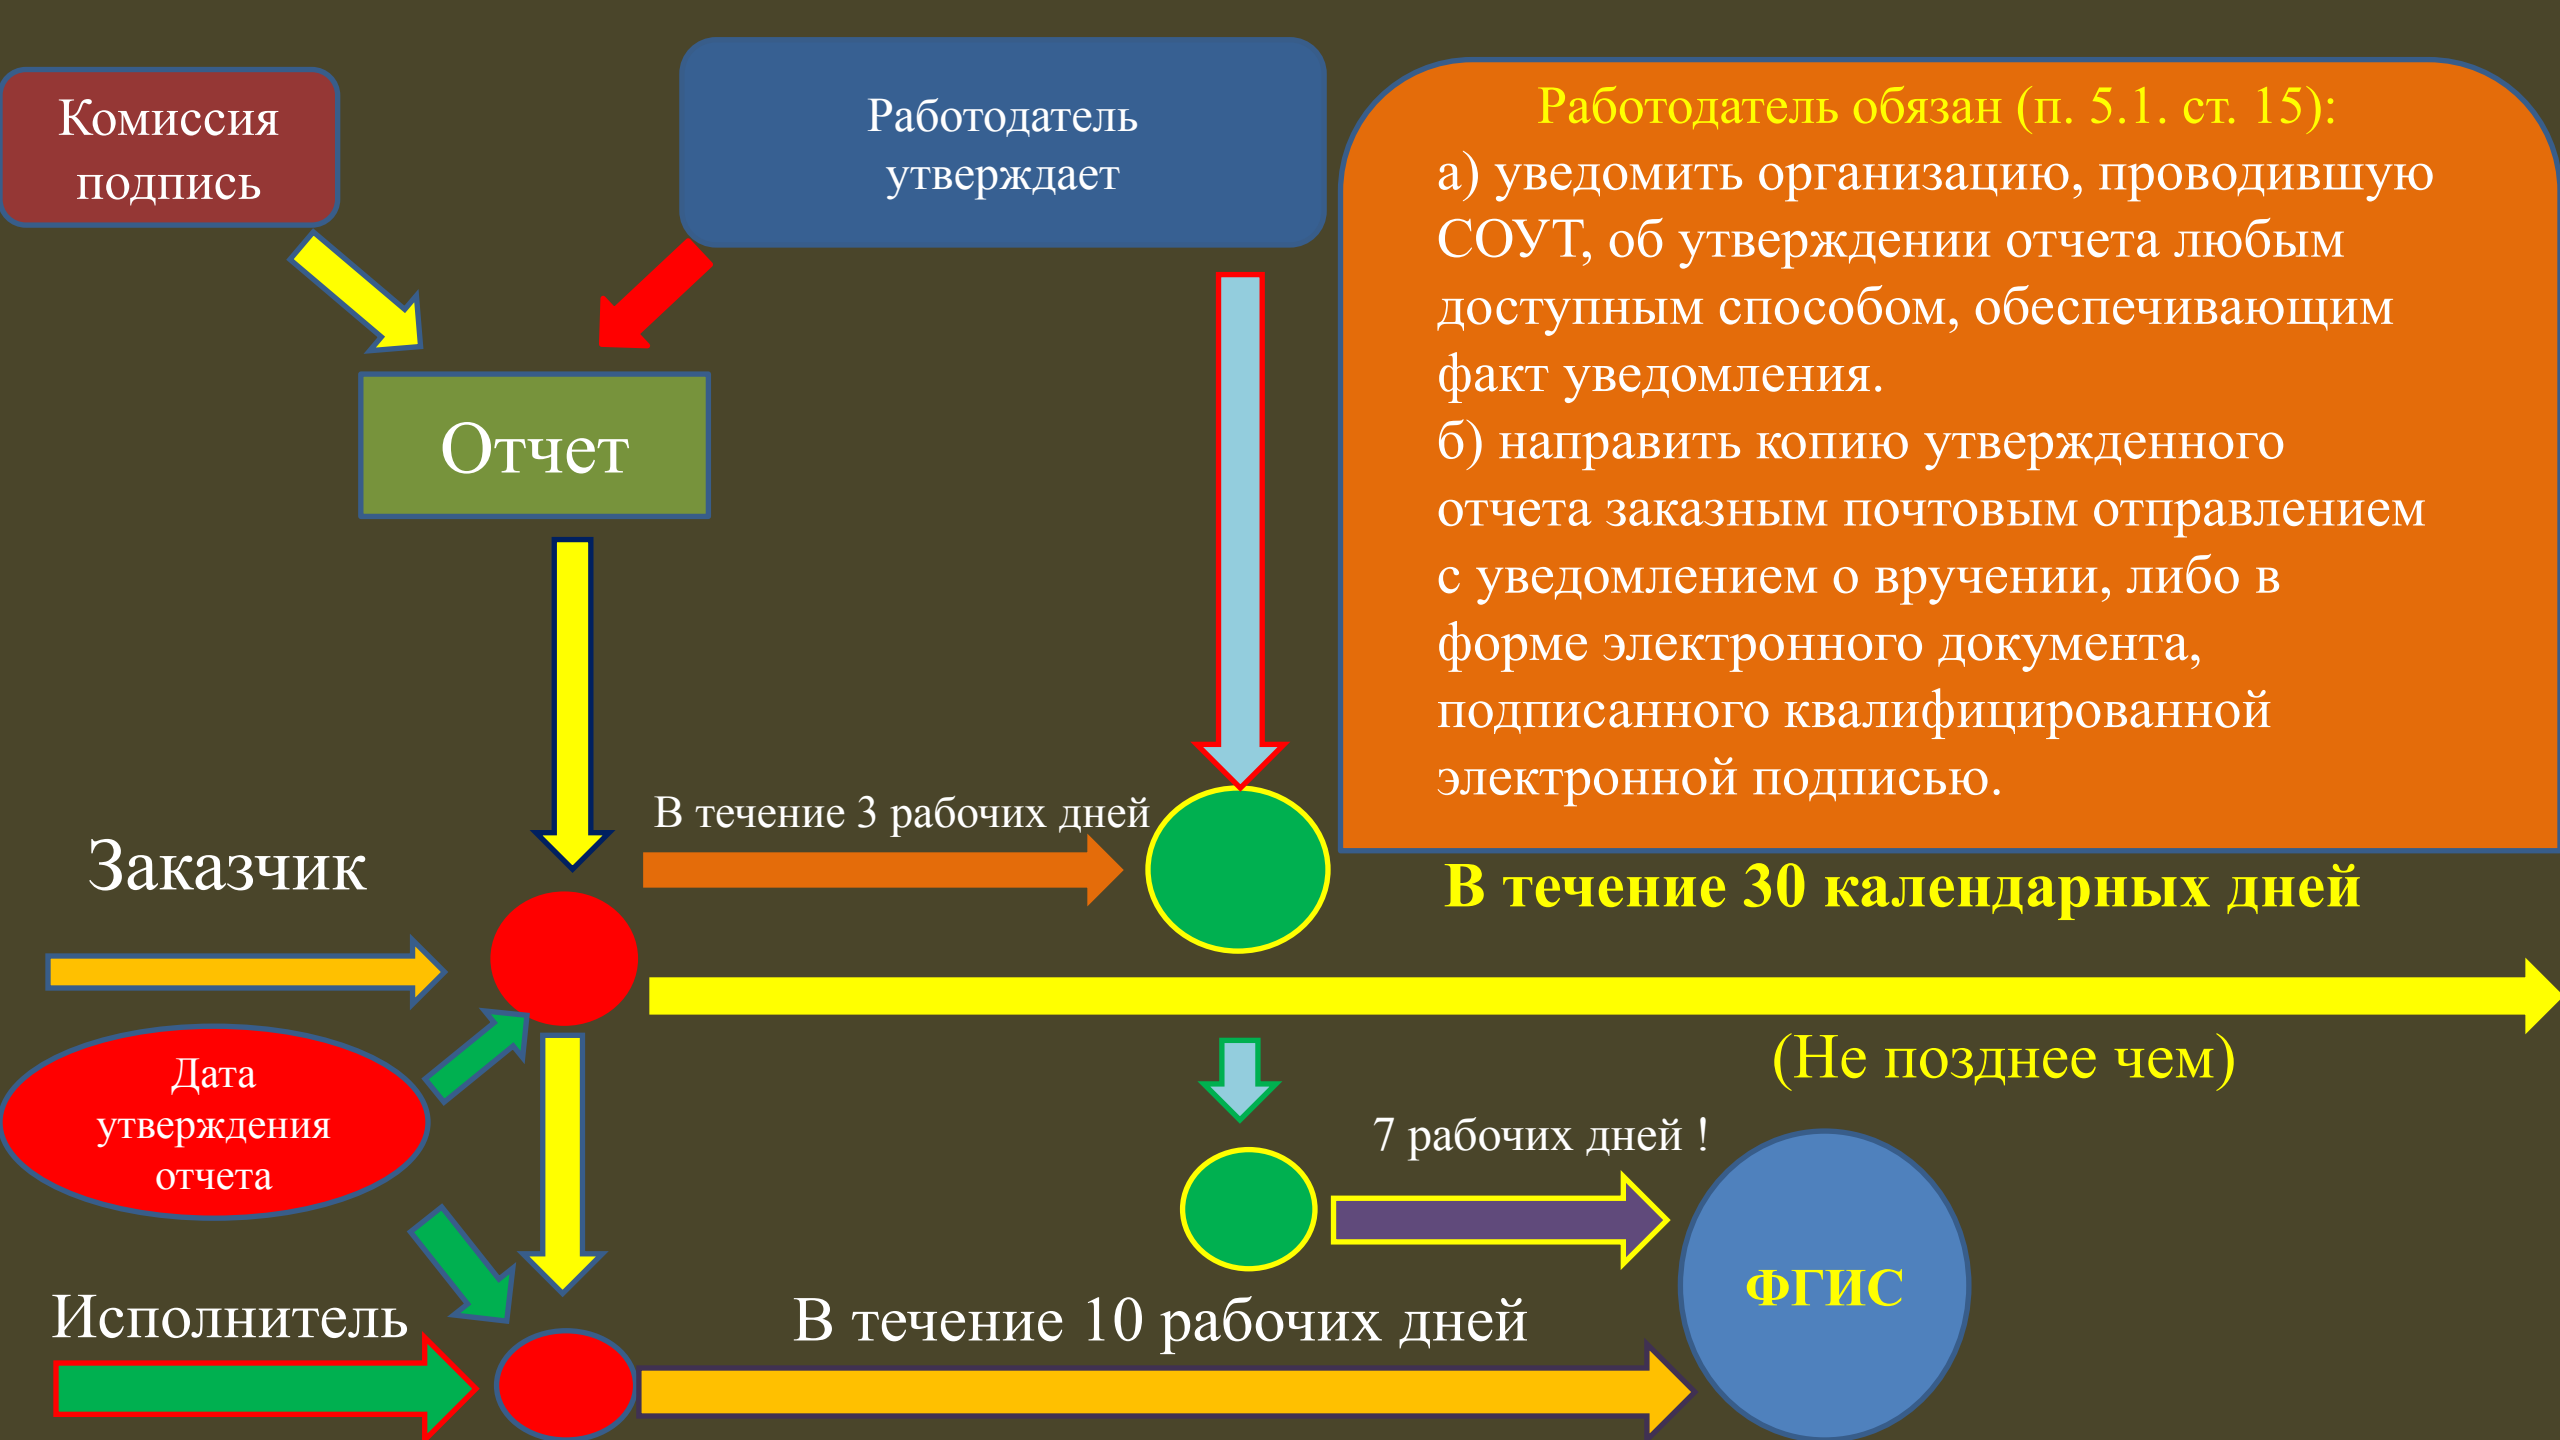 Комиссия
подпись
Работодатель
утверждает
Отчет
Работодатель обязан (п. 5.1. ст. 15):
а) уведомить организацию, проводившую
СОУТ, об утверждении отчета любым
доступным способом, обеспечивающим
факт уведомления.
б) направить копию утвержденного
отчета заказным почтовым отправлением
с уведомлением о вручении, либо в
форме электронного документа,
подписанного квалифицированной
электронной подписью.
В течение 3 рабочих дней
Заказчик
В течение 30 календарных дней
(Не позднее чем)
Дата
утверждения
отчета
7 рабочих дней !
ФГИС
Исполнитель
В течение 10 рабочих дней